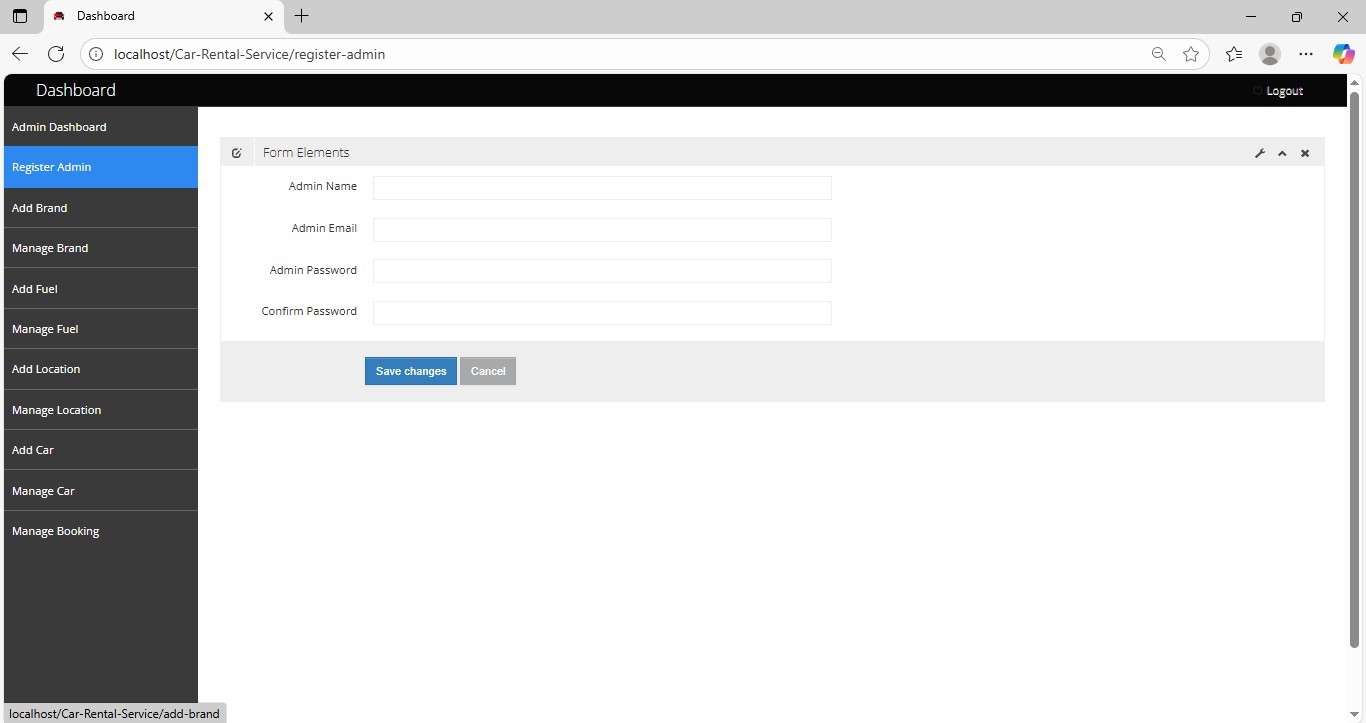 Dashboard
localhost/Car-Rental-Service/register-admin
Dashboard
Logout
Admin Dashboard
Register Admin
Add Brand
Manage Brand
Add Fuel
Manage Fuel
Add Location
Manage Location
Add Car
Manage Car
Manage Booking
Form Elements
Admin Name
Admin Email
Admin Password
Confirm Password
Save changes Cancel
localhost/Car-Rental-Service/add-brand